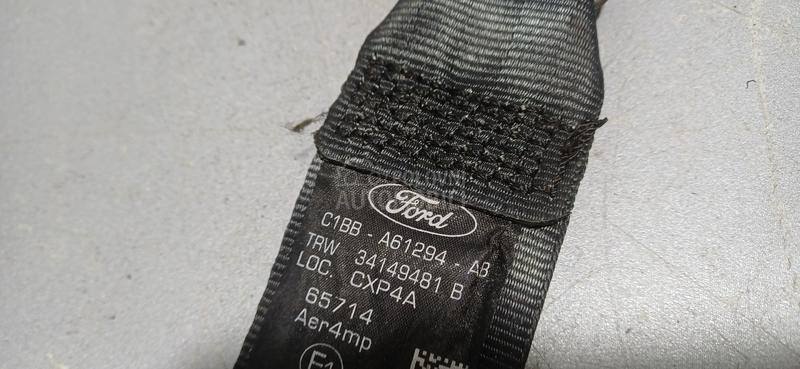 Ford
C1BB - A61294 - AB
TRW 34149481 B
LOC. CXP4A
65714
Aer4mp
E1